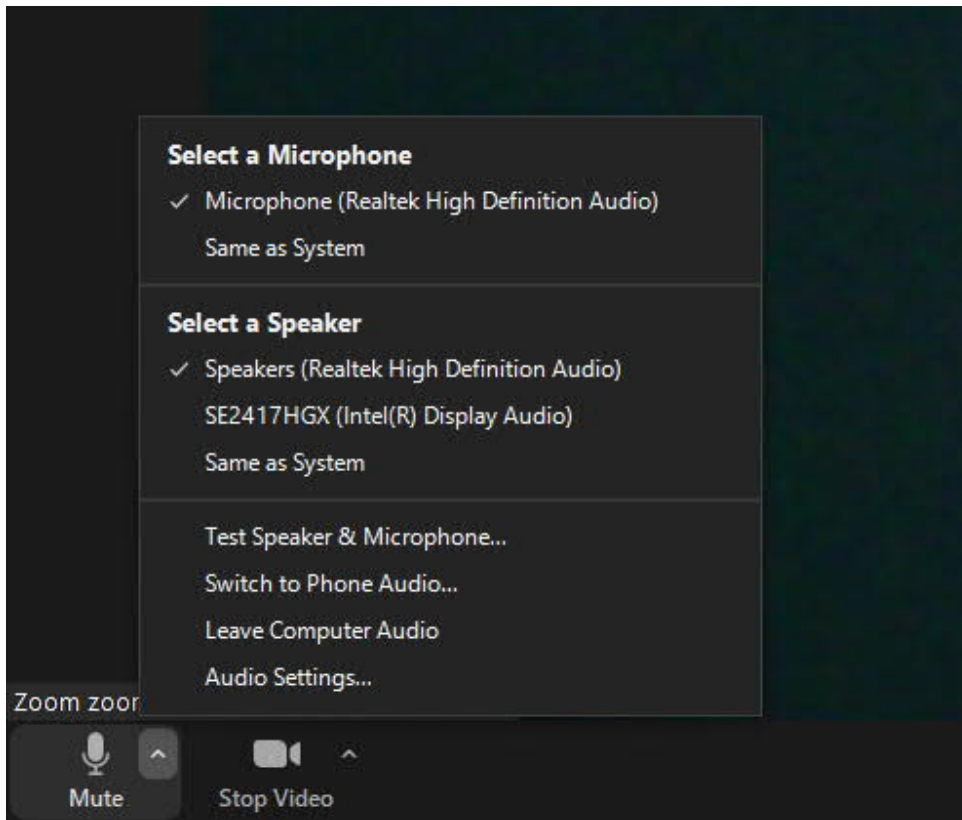 Select a Microphone
✓ Microphone (Realtek High Definition Audio)
Same as System
Select a Speaker
✓ Speakers (Realtek High Definition Audio)
SE2417HGX (Intel(R) Display Audio)
Same as System
Test Speaker & Microphone...
Switch to Phone Audio...
Leave Computer Audio
Audio Settings...
Zoom zoor
Mute
Stop Video